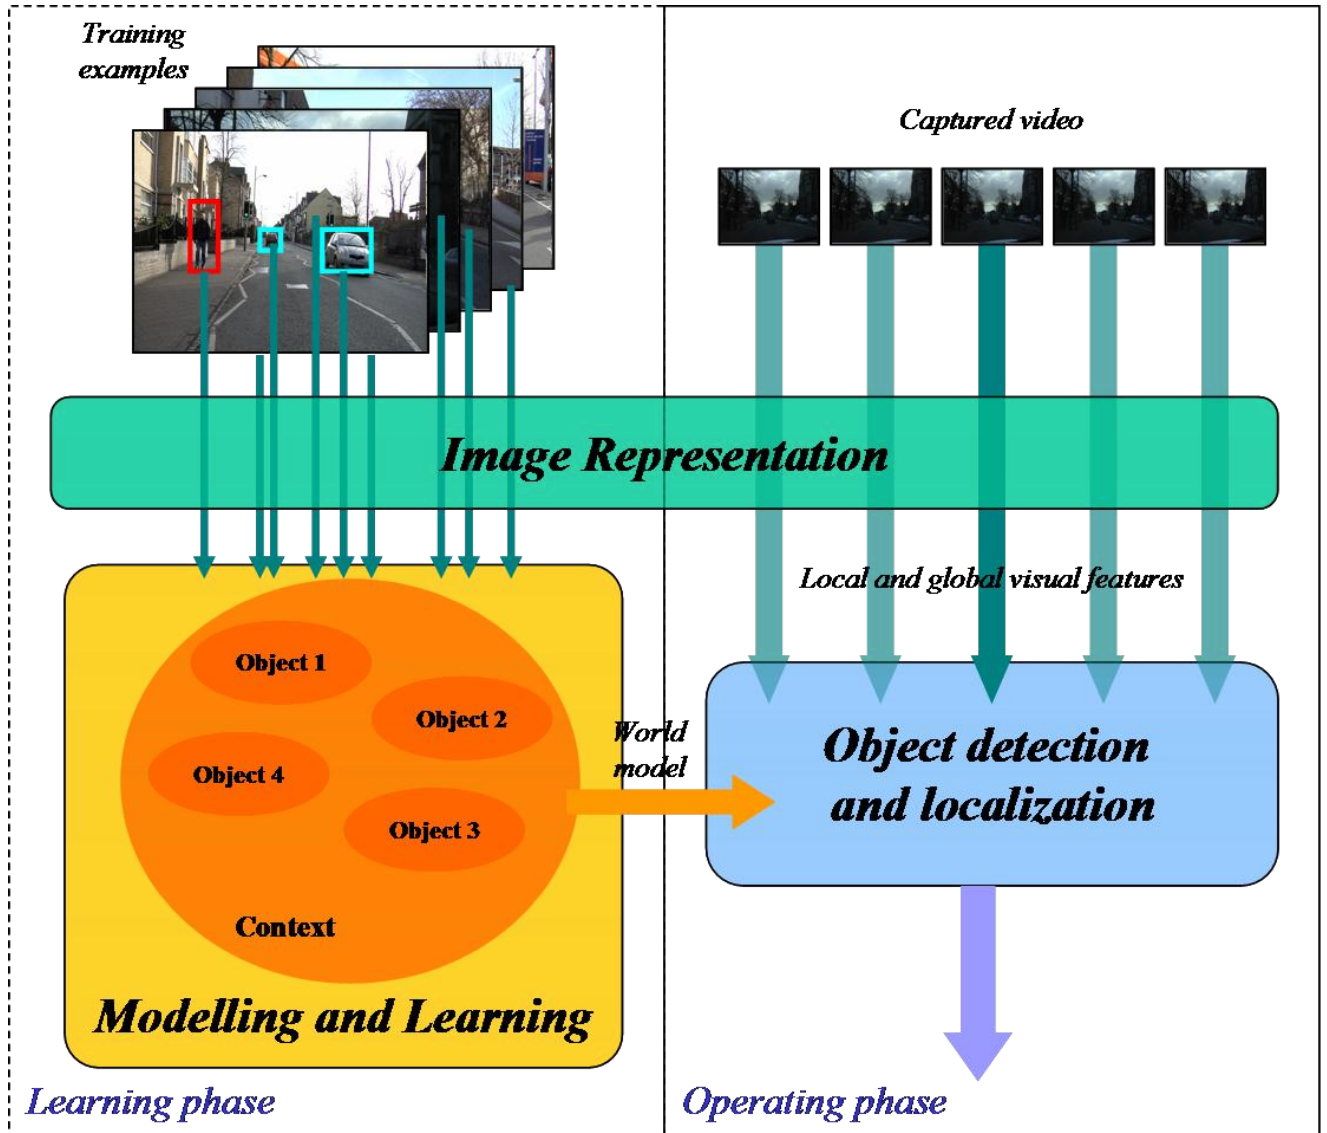 Training
examples
Captured video
Image Representation
Local and global visual features
Object 1
Object 2
Object 4
Object 3
Context
Modelling and Learning
World
model
Object detection
and localization
Learning phase
Operating phase